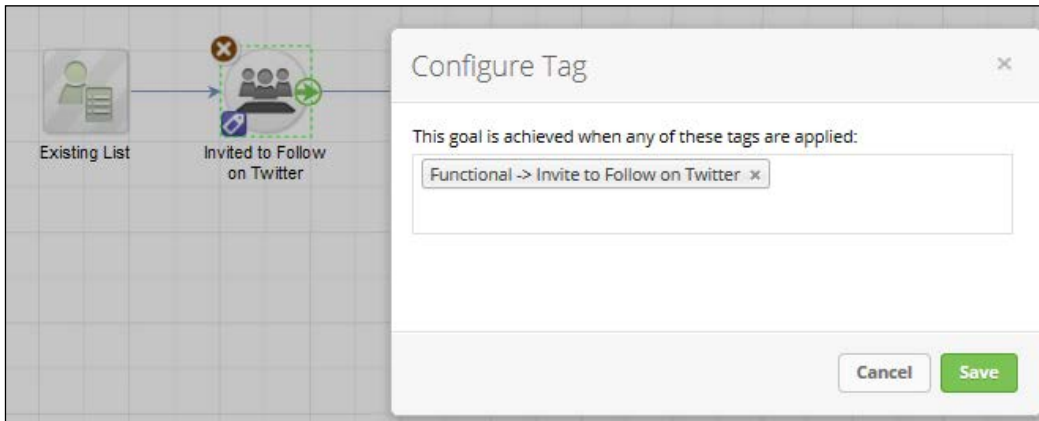 Configure Tag
×
This goal is achieved when any of these tags are applied:
Functional -> Invite to Follow on Twitter ×
Existing List
Invited to Follow
on Twitter
Cancel
Save